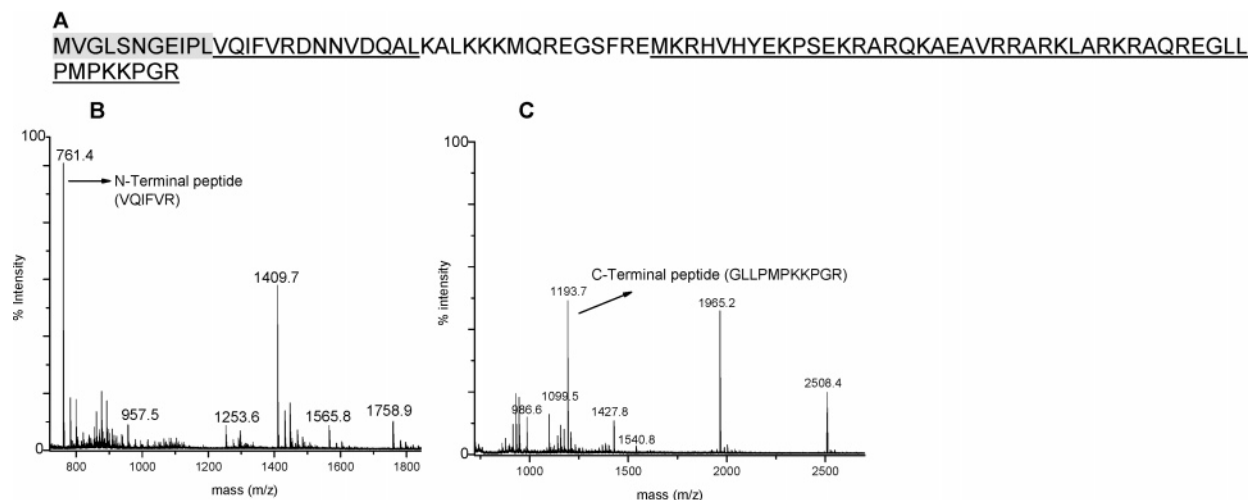 A
MVGLSNGEIPLVQIFVRDNNVDQALKALKKKMQREGSFREMKRHVHYEKPSEKRARQKAEAVRRARKLARKRAQREGLL
PMPKKPGR
B
100
761.4
N-Terminal peptide
(VQIFVR)
1409.7
% Intensity
957.5
1253.6
1565.8
1758.9
0
800
1000
1200
1400
1600
1800
mass (m/z)
C
100
C-Terminal peptide (GLLPMPKKPGR)
1193.7
1965.2
% Intensity
2508.4
986.6
1099.5
1427.8
1540.8
0
1000
1500
2000
2500
mass (m/z)